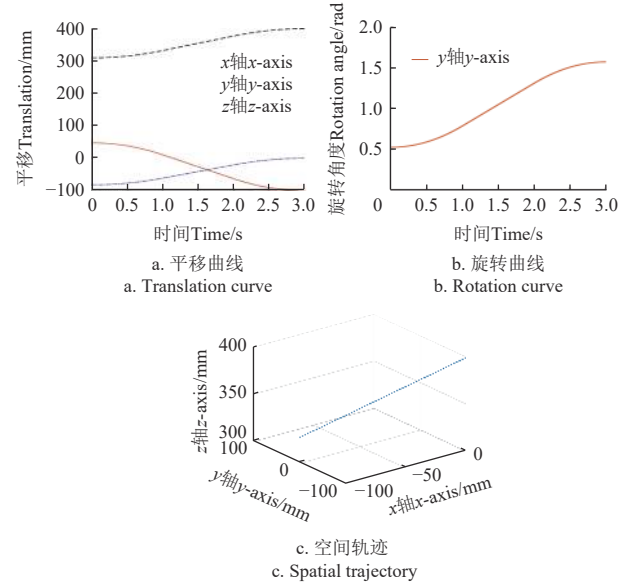 平移Translation/mm
400
300
200
100
0
−100
x轴x-axis
y轴y-axis
z轴z-axis
0 0.5 1.0 1.5 2.0 2.5 3.0
时间Time/s
a. 平移曲线
a. Translation curve
旋转角度Rotation angle/rad
2.0
1.5
1.0
0.5
0
y轴y-axis
0.5 1.0 1.5 2.0 2.5 3.0
时间Time/s
b. 旋转曲线
b. Rotation curve
z轴z-axis/mm
400
350
300
100
0
−100
y轴y-axis/mm
−100
−50
0
x轴x-axis/mm
c. 空间轨迹
c. Spatial trajectory